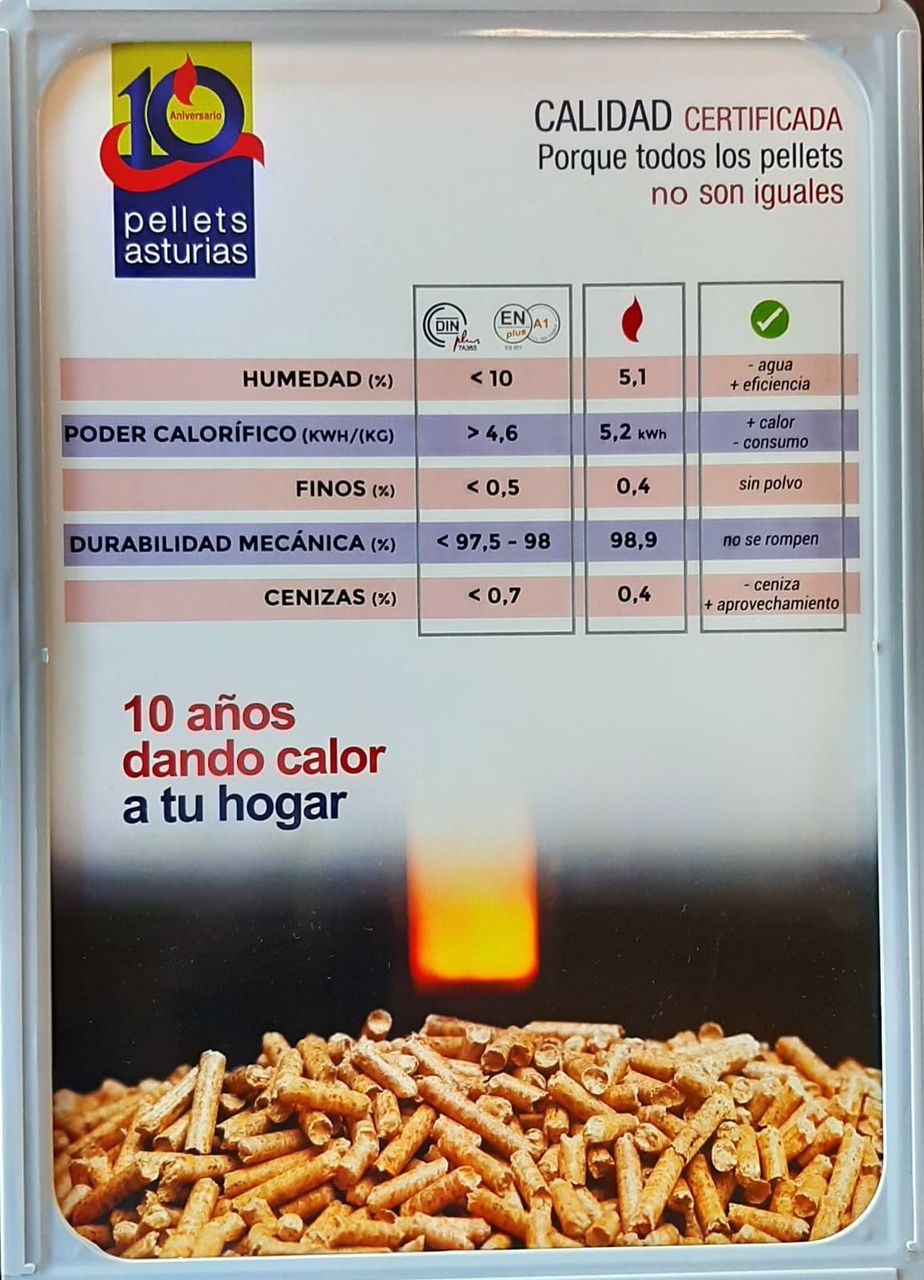 10
Aniversario
pellets
asturias
CALIDAD CERTIFICADA
Porque todos los pellets
no son iguales
DIN plus 7A385 EN plus A1
HUMEDAD (%) < 10 5,1 - agua + eficiencia
PODER CALORÍFICO (KWH/(KG) > 4,6 5,2 kWh + calor - consumo
FINOS (%) < 0,5 0,4 sin polvo
DURABILIDAD MECÁNICA (%) < 97,5 - 98 98,9 no se rompen
CENIZAS (%) < 0,7 0,4 - ceniza + aprovechamiento
10 años
dando calor
a tu hogar